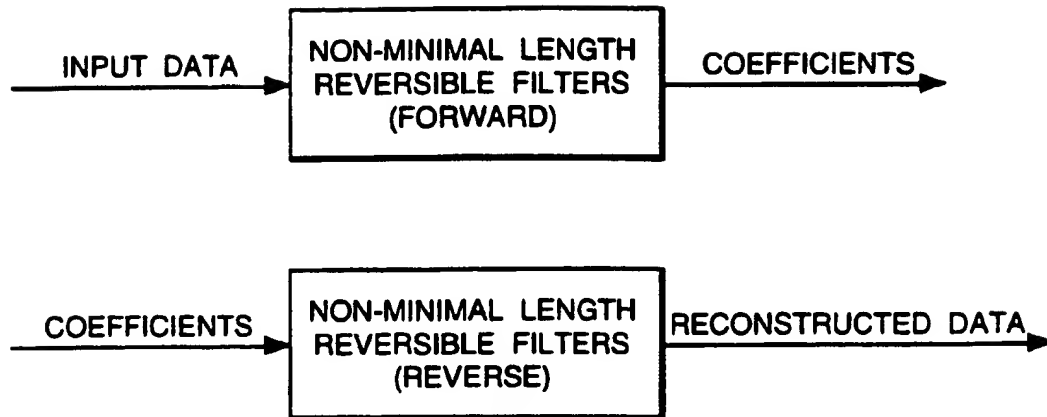 INPUT DATA
NON-MINIMAL LENGTH
REVERSIBLE FILTERS
(FORWARD)
COEFFICIENTS
COEFFICIENTS
NON-MINIMAL LENGTH
REVERSIBLE FILTERS
(REVERSE)
RECONSTRUCTED DATA